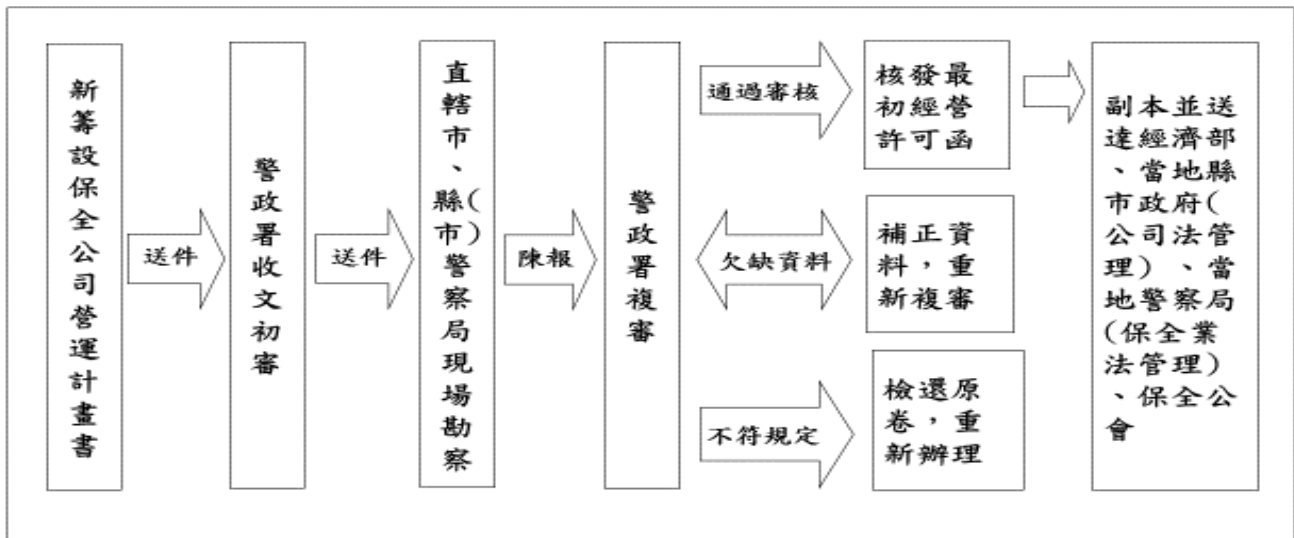 新籌設保全公司營運計畫書
送件
警政署收文初審
送件
直轄市、縣(市)警察局現場勘察
陳報
警政署複審
通過審核
核發最
初經營
許可函
欠缺資料
補正資
料，重
新複審
不符規定
檢還原
卷，重
新辦理
副本並送
達經濟部
、當地縣
市政府(
公司法管
理)、當
地警察局
(保全業
法管理)
、保全公
會